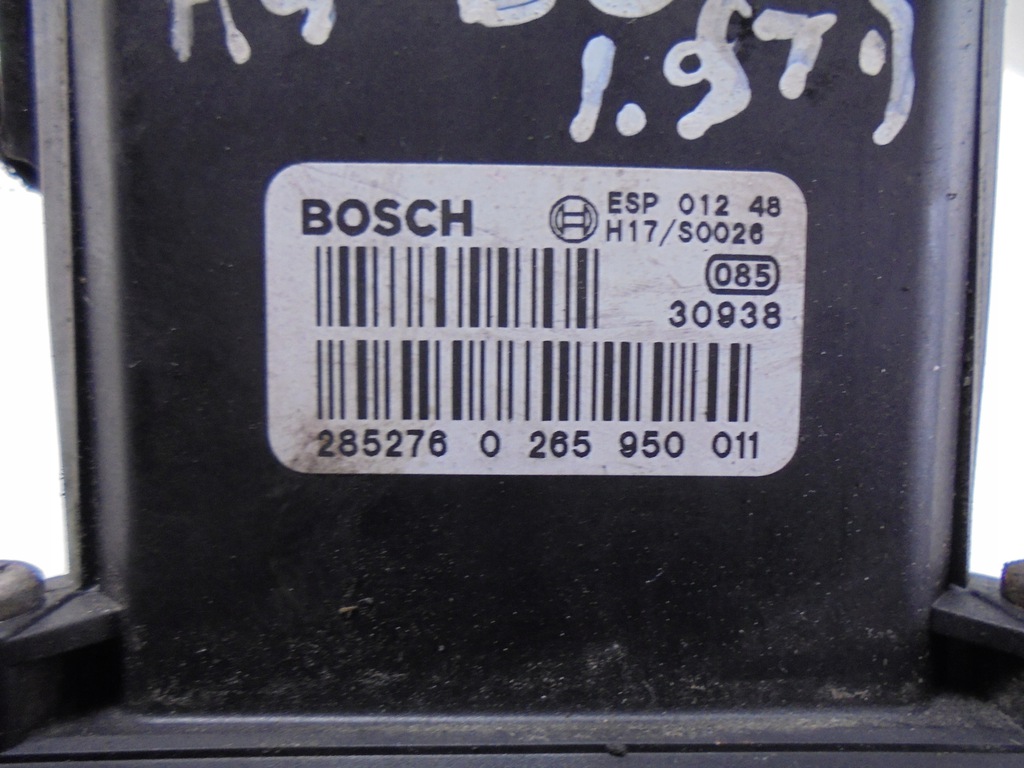 1.9T.)
BOSCH
ESP 012 48
H17/S0026
085
30938
285276 0 265 950 011